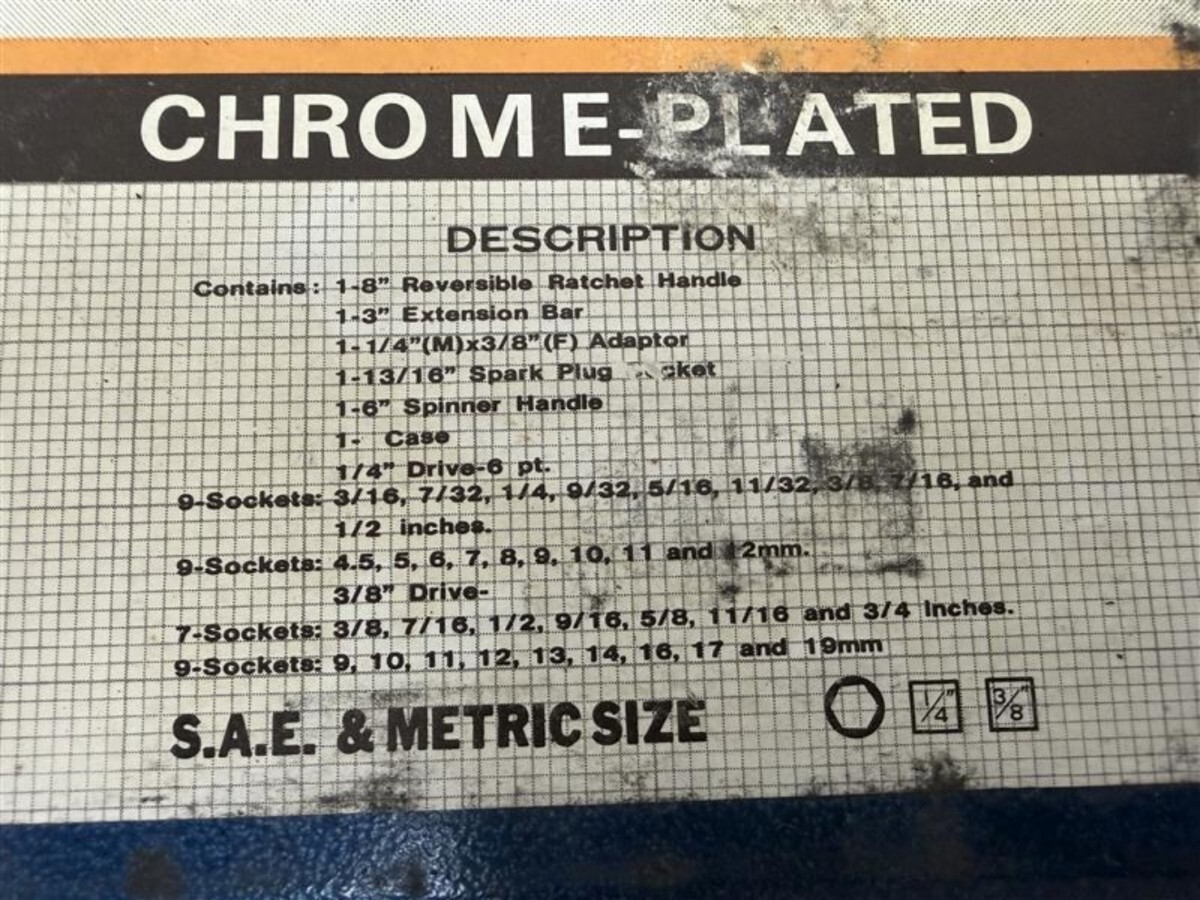 CHROME-PLATED
DESCRIPTION
Contains: 1-8" Reversible Ratchet Handle
1-3" Extension Bar
1-1/4"(M)x3/8"(F) Adaptor
1-13/16" Spark Plug
1-6" Spinner Handle
1- Case
1/4" Drive-6 pt.
9-Sockets: 3/16, 7/32, 1/4, 9/32, 5/16, 11/32, 3/8, 7/16, and
1/2 inches.
9-Sockets: 4.5, 5, 6, 7, 8, 9, 10, 11 and 12mm.
3/8" Drive-
7-Sockets: 3/8, 7/16, 1/2, 9/16, 5/8, 11/16 and 3/4 inches.
9-Sockets: 9, 10, 11, 12, 13, 14, 16, 17 and 19mm
S.A.E. & METRIC SIZE 1/4" 3/8"